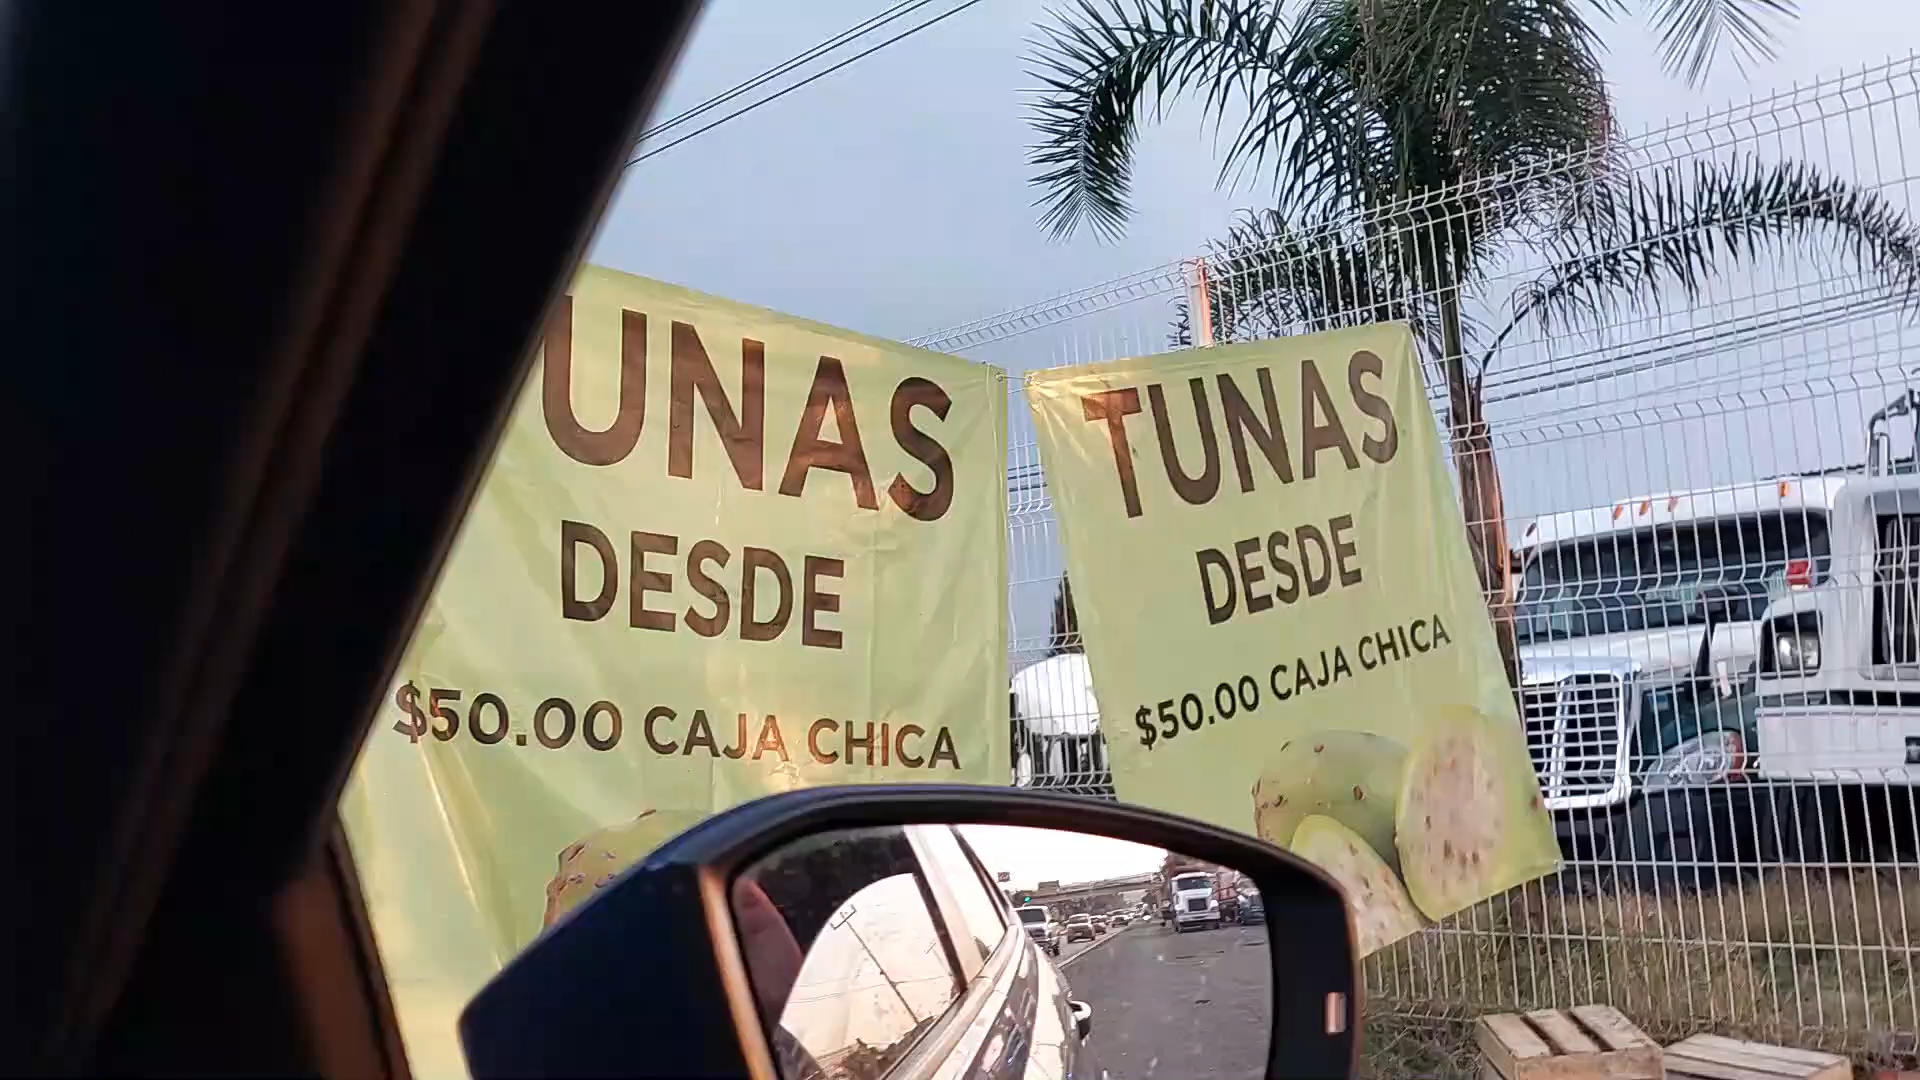 UNAS
DESDE
$50.00 CAJA CHICA
TUNAS
DESDE
$50.00 CAJA CHICA